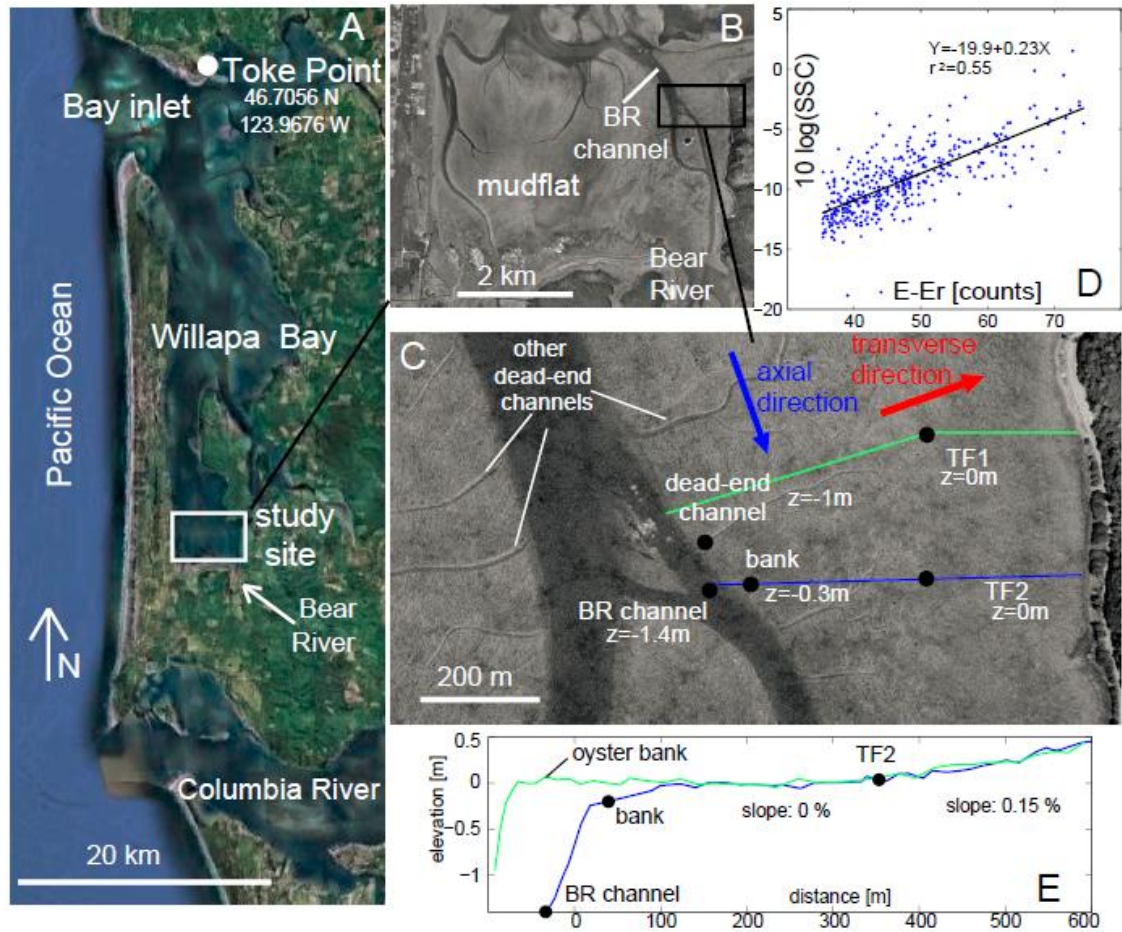 A
Toke Point
46.7056 N
123.9676 W
Bay inlet
Pacific Ocean
Willapa Bay
study
site
Bear
River
N
Columbia River
20 km
B
BR
channel
mudflat
Bear
River
2 km
5
0
−5
−10
−15
−20
10 log(SSC)
Y=-19.9+0.23X
r²=0.55
E-Er [counts]
D
40
50
60
70
C
other
dead-end
channels
axial
direction
transverse
direction
TF1
z=0m
dead-end
channel
z=-1m
bank
z=-0.3m
TF2
z=0m
BR channel
z=-1.4m
200 m
elevation [m]
0.5
0
−0.5
−1
oyster bank
TF2
bank
slope: 0 %
slope: 0.15 %
BR channel
distance [m]
E
0
100
200
300
400
500
600